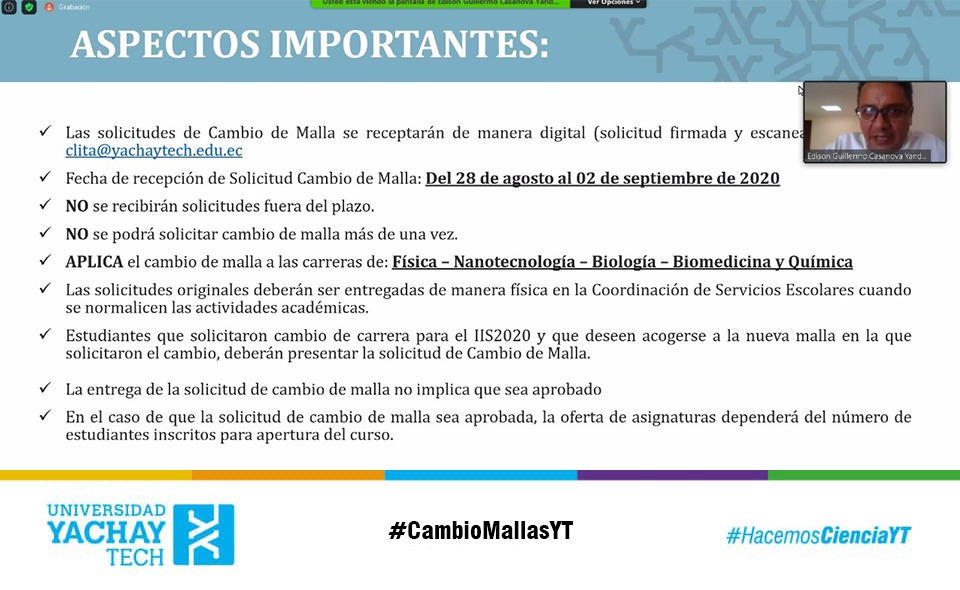 Grabación
Usted está viendo la pantalla de Edison Guillermo Casanova Yand...
Ver Opciones
ASPECTOS IMPORTANTES:
✓ Las solicitudes de Cambio de Malla se receptarán de manera digital (solicitud firmada y
clita@yachaytech.edu.ec
✓ Fecha de recepción de Solicitud Cambio de Malla: Del 28 de agosto al 02 de septiembre de 2020
✓ NO se recibirán solicitudes fuera del plazo.
✓ NO se podrá solicitar cambio de malla más de una vez.
✓ APLICA el cambio de malla a las carreras de: Física – Nanotecnología – Biología – Biomedicina y Química
✓ Las solicitudes originales deberán ser entregadas de manera física en la Coordinación de Servicios Escolares cuando
se normalicen las actividades académicas.
✓ Estudiantes que solicitaron cambio de carrera para el IIS2020 y que deseen acogerse a la nueva malla en la que
solicitaron el cambio, deberán presentar la solicitud de Cambio de Malla.
✓ La entrega de la solicitud de cambio de malla no implica que sea aprobado
✓ En el caso de que la solicitud de cambio de malla sea aprobada, la oferta de asignaturas dependerá del número de
estudiantes inscritos para apertura del curso.
Edison Guillermo Casanova Yand...
UNIVERSIDAD
YACHAY
TECH
#CambioMallasYT
#HacemosCienciaYT